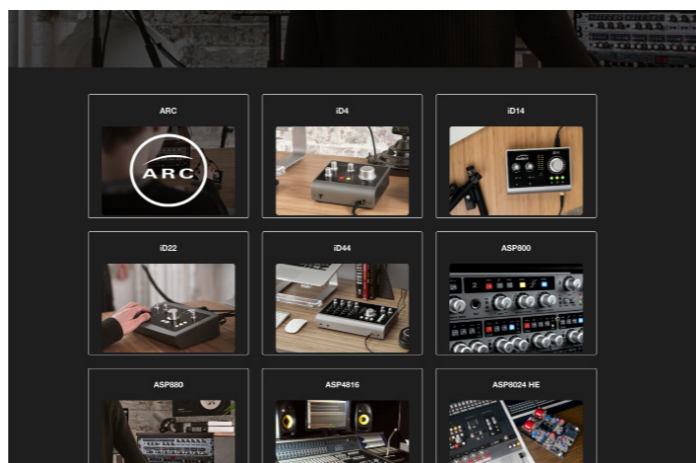 ARC
iD4
iD14
ARC
iD22
iD44
ASP800
ASP880
ASP4816
ASP8024 HE